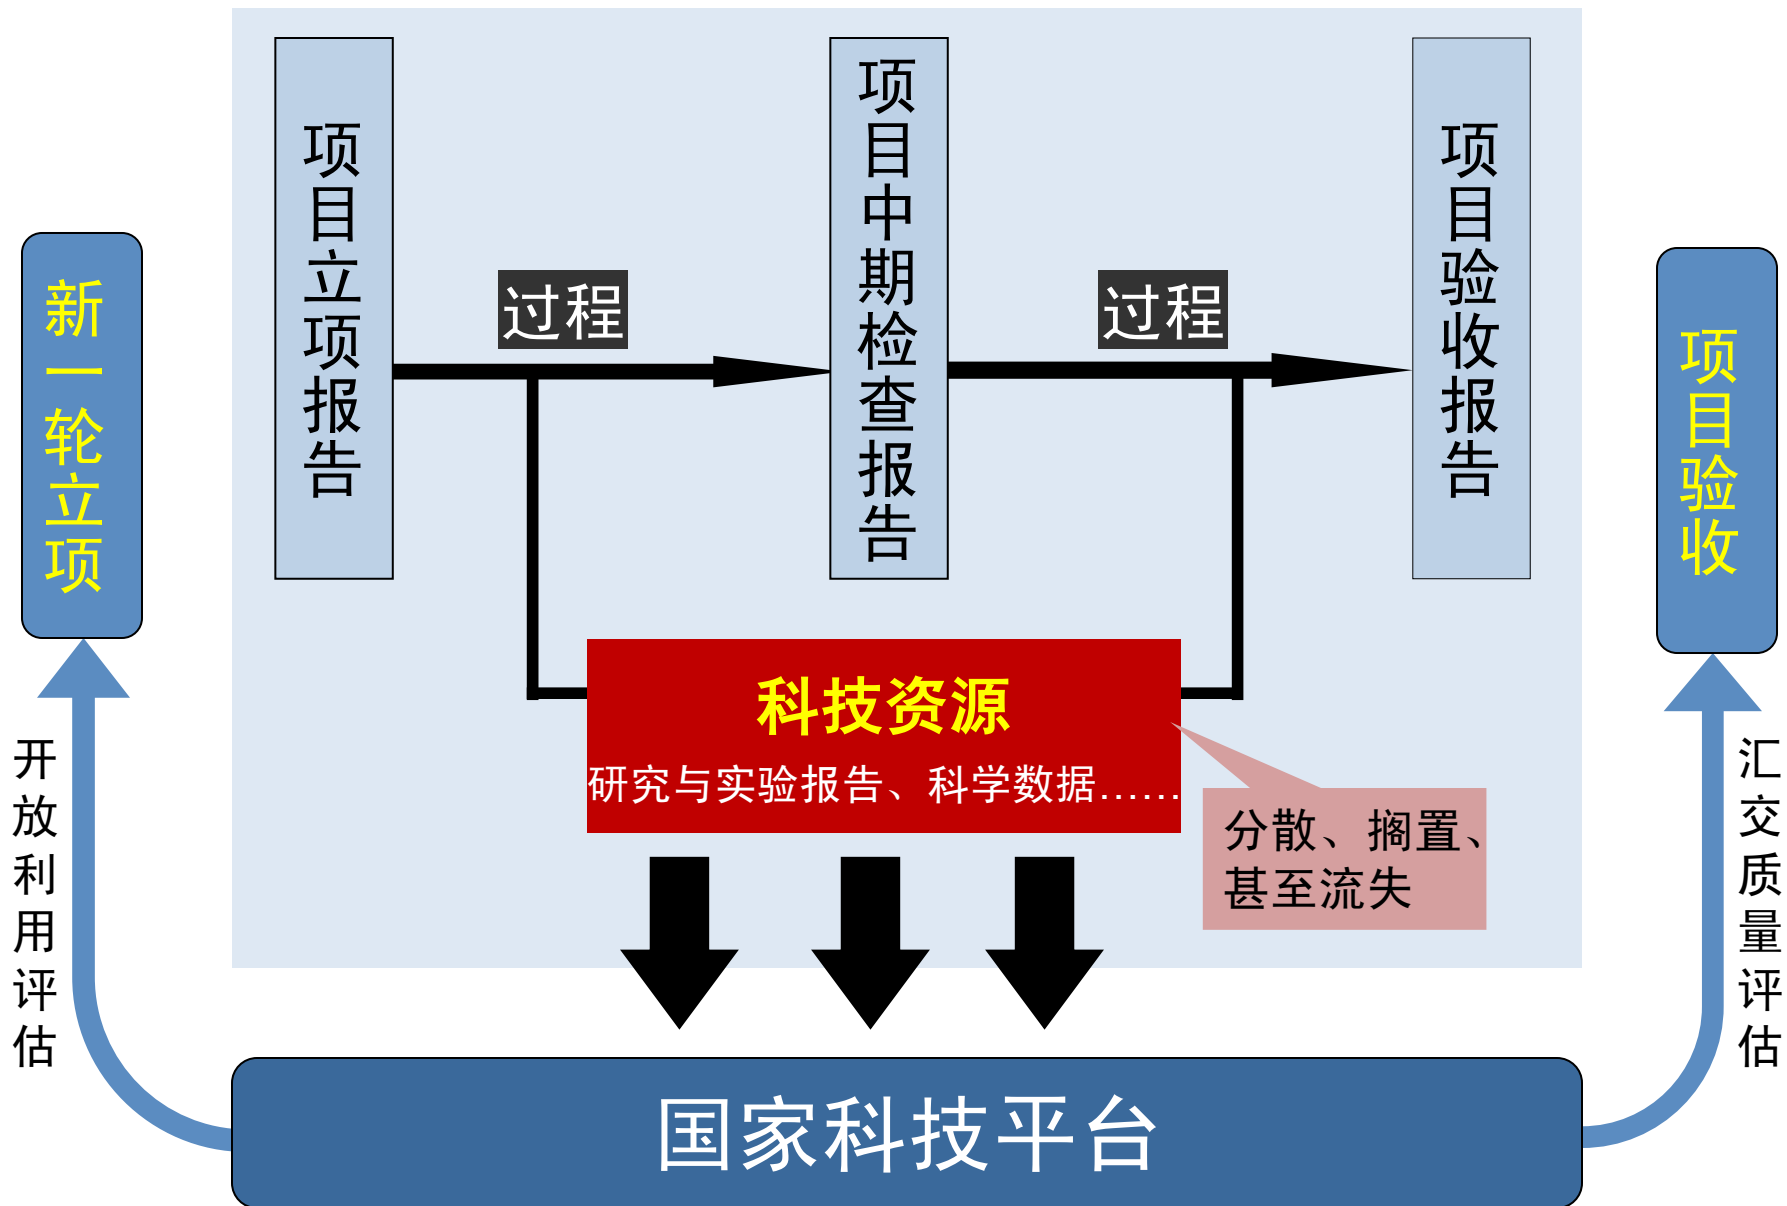 项目立项报告
过程
项目中期检查报告
过程
项目验收报告
新一轮立项
项目验收
科技资源
研究与实验报告、科学数据......
分散、搁置、
甚至流失
开放利用评估
汇交质量评估
国家科技平台